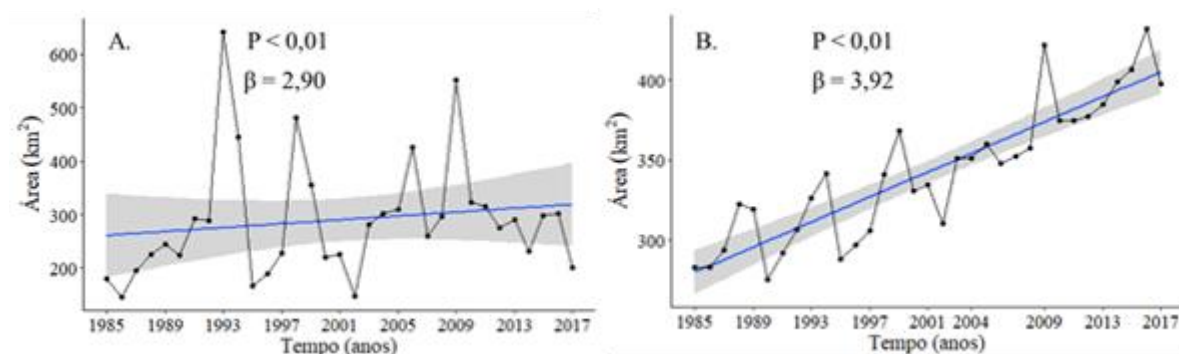 A.
P < 0,01
β = 2,90
600
500
400
300
200
Área (km²)
1985 1989 1993 1997 2001 2005 2009 2013 2017
Tempo (anos)
B.
P < 0,01
β = 3,92
400
350
300
Área (km²)
1985 1989 1993 1997 2001 2004 2009 2013 2017
Tempo (anos)